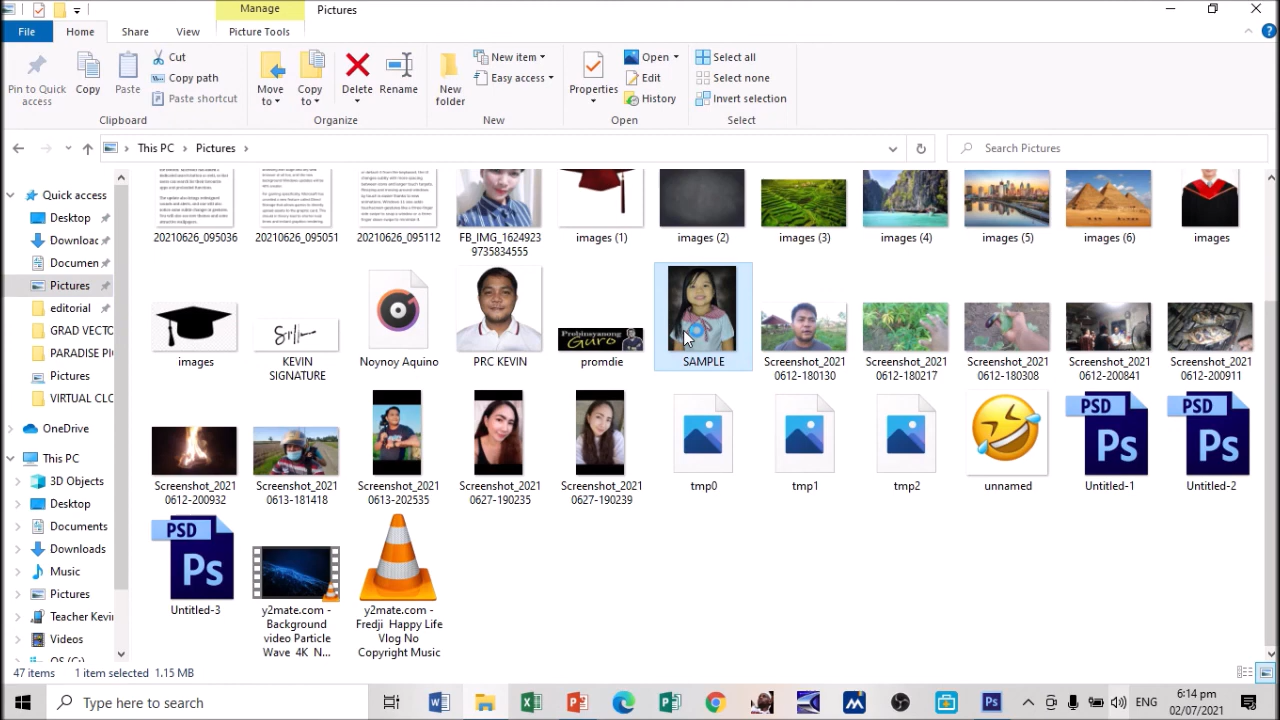 Manage
Pictures
File
Home
Share
View
Picture Tools
Pin to Quick access
Copy
Paste
Cut
Copy path
Paste shortcut
Clipboard
Move to
Copy to
Delete
Rename
Organize
New folder
New item
Easy access
New
Properties
Open
Edit
History
Open
Select all
Select none
Invert selection
Select
This PC
Pictures
Search Pictures
Quick access
Desktop
Documen
Pictures
editorial
GRAD VECTO
Pictures
OneDrive
This PC
3D Objects
Desktop
Documents
Downloads
Music
Pictures
Teacher Kevi
Videos
20210626_095036
20210626_095051
20210626_095112
FB_IMG_1624923
9735834555
images (1)
images (2)
images (3)
images (4)
images (5)
images (6)
images
images
KEVIN
SIGNATURE
Noynoy Aquino
PRC KEVIN
Probinsyanong
Guro
promdie
SAMPLE
Screenshot_2021
0612-180130
Screenshot_2021
0612-180217
Screenshot_2021
0612-180308
Screenshot_2021
0612-200841
Screenshot_2021
0612-200911
Screenshot_2021
0612-200932
Screenshot_2021
0613-181418
Screenshot_2021
0613-202535
Screenshot_2021
0627-190235
Screenshot_2021
0627-190239
tmp0
tmp1
tmp2
unnamed
PSD
Ps
Untitled-1
PSD
Ps
Untitled-2
PSD
Ps
Untitled-3
y2mate.com -
Background
video Particle
Wave 4K N...
y2mate.com -
Fredji Happy Life
Vlog No
Copyright Music
47 items
1 item selected 1.15 MB
Type here to search
ENG
6:14 pm
02/07/2021